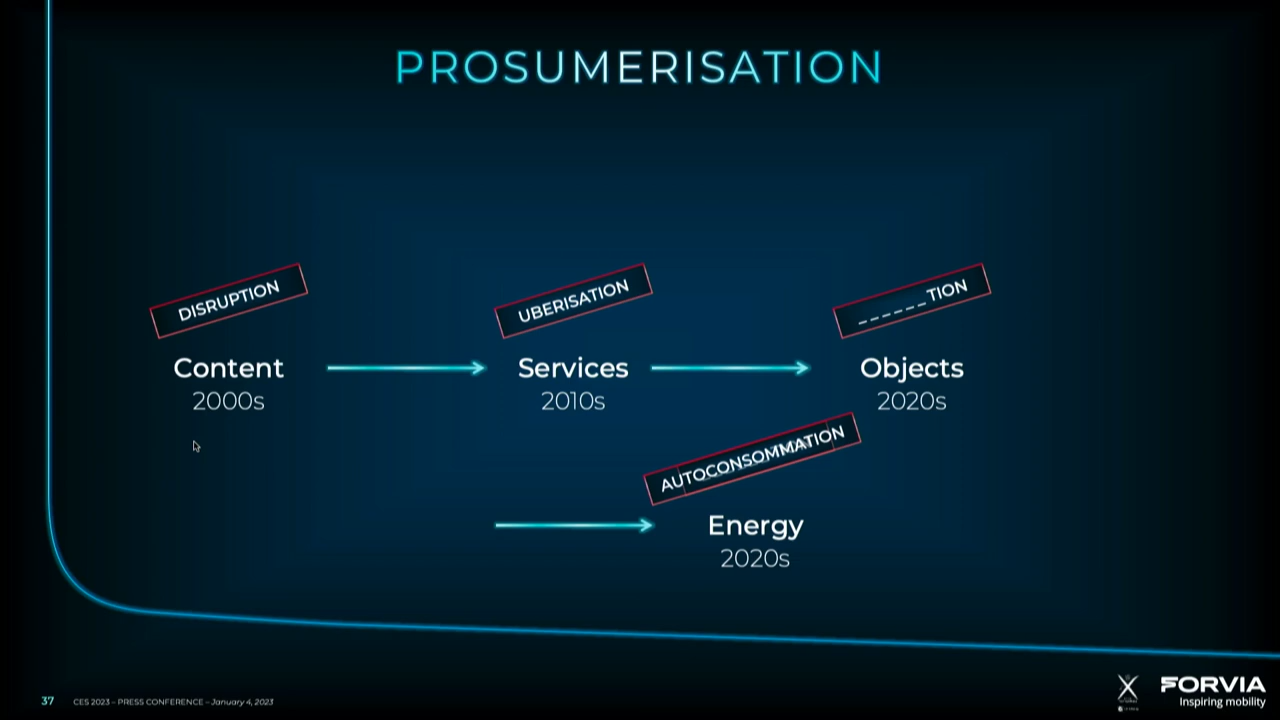 PROSUMERISATION
DISRUPTION
Content
2000s
UBERISATION
Services
2010s
_ _ _ _ _ _TION
Objects
2020s
AUTOCONSOMMATION
Energy
2020s
37 CES 2023 – PRESS CONFERENCE – January 4, 2023
FORVIA
Inspiring mobility